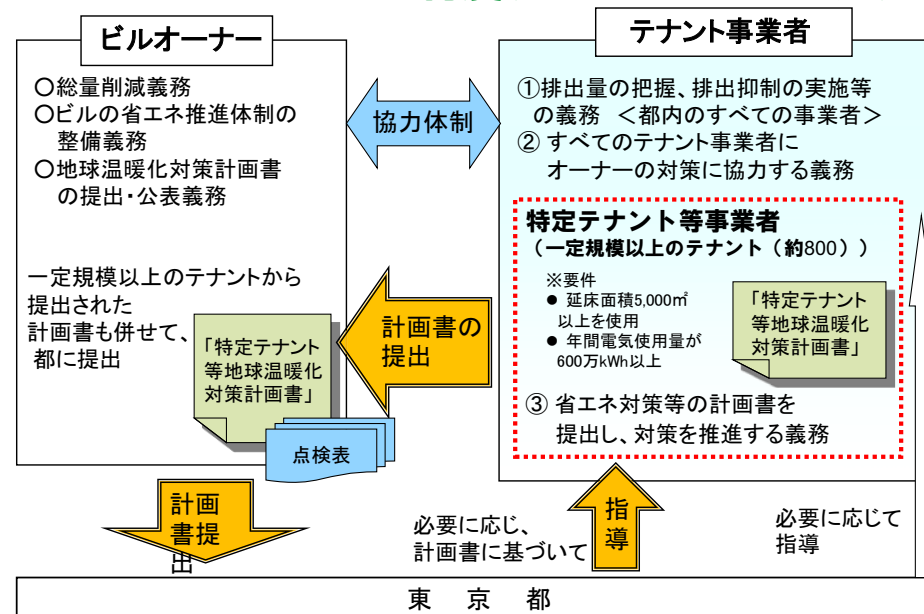 ビルオーナー
〇総量削減義務
〇ビルの省エネ推進体制の
整備義務
〇地球温暖化対策計画書
の提出・公表義務
一定規模以上のテナントから
提出された
計画書も併せて、
都に提出
「特定テナント
等地球温暖化
対策計画書」
点検表
協力体制
計画書の
提出
テナント事業者
①排出量の把握、排出抑制の実施等
の義務 <都内のすべての事業者>
② すべてのテナント事業者に
オーナーの対策に協力する義務
特定テナント等事業者
(一定規模以上のテナント(約800))
※要件
● 延床面積5,000㎡
以上を使用
● 年間電気使用量が
600万kWh以上
「特定テナント
等地球温暖化
対策計画書」
③ 省エネ対策等の計画書を
提出し、対策を推進する義務
計画
書提
出
必要に応じ、
計画書に基づいて
指
導
必要に応じて
指導
東 京 都